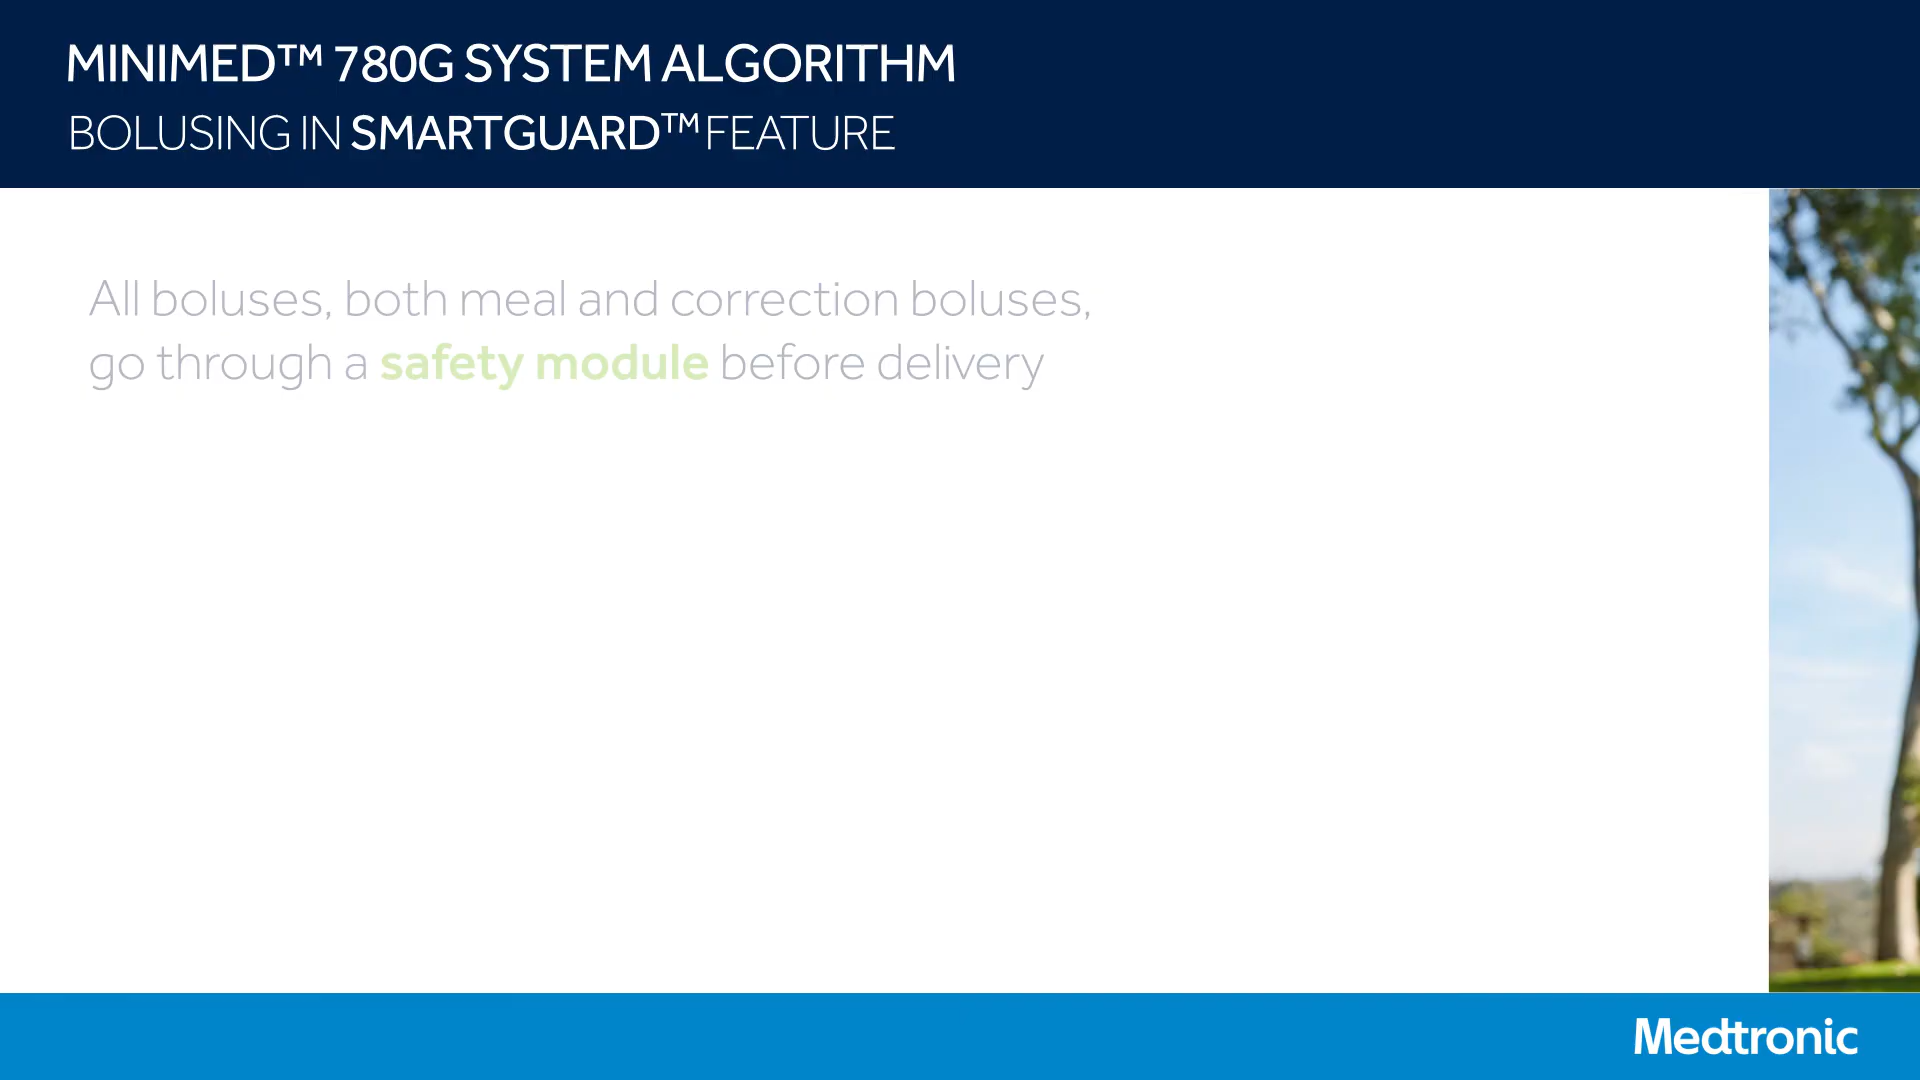 MINIMED™ 780G SYSTEM ALGORITHM
BOLUSING IN SMARTGUARD™ FEATURE
All boluses, both meal and correction boluses,
go through a safety module before delivery
Medtronic